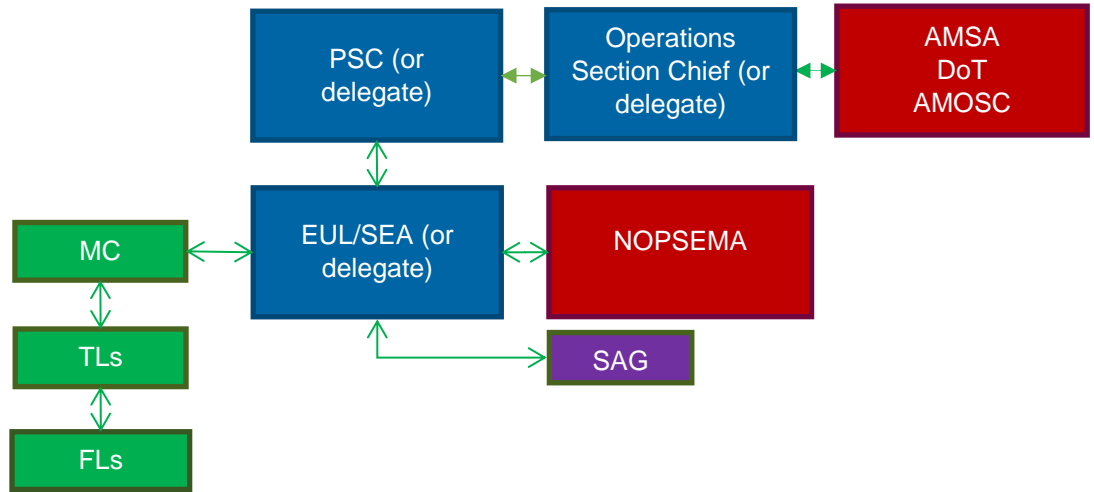 PSC (or
delegate)
Operations
Section Chief (or
delegate)
AMSA
DoT
AMOSC
MC
EUL/SEA (or
delegate)
NOPSEMA
TLs
SAG
FLs